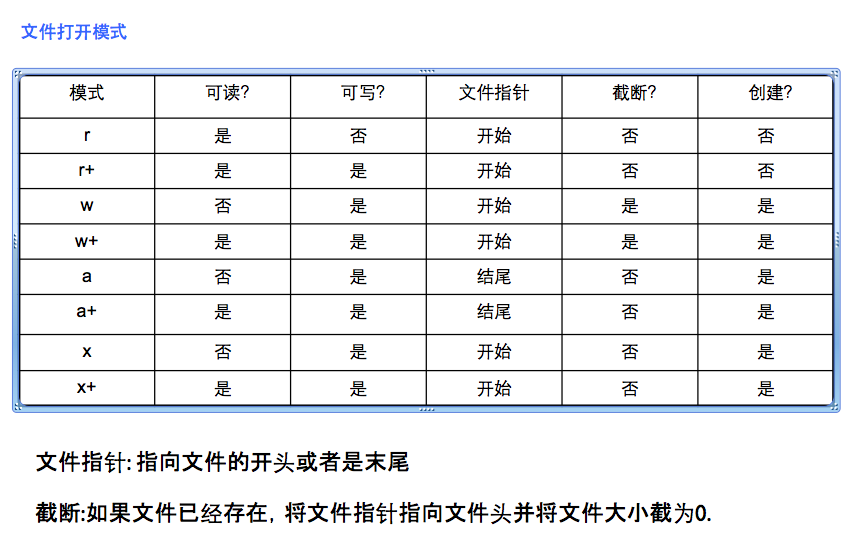 文件打开模式
模式 可读? 可写? 文件指针 截断? 创建?
r 是 否 开始 否 否
r+ 是 是 开始 否 否
w 否 是 开始 是 是
w+ 是 是 开始 是 是
a 否 是 结尾 否 是
a+ 是 是 结尾 否 是
x 否 是 开始 否 是
x+ 是 是 开始 否 是
文件指针: 指向文件的开头或者是末尾
截断:如果文件已经存在, 将文件指针指向文件头并将文件大小截为0.